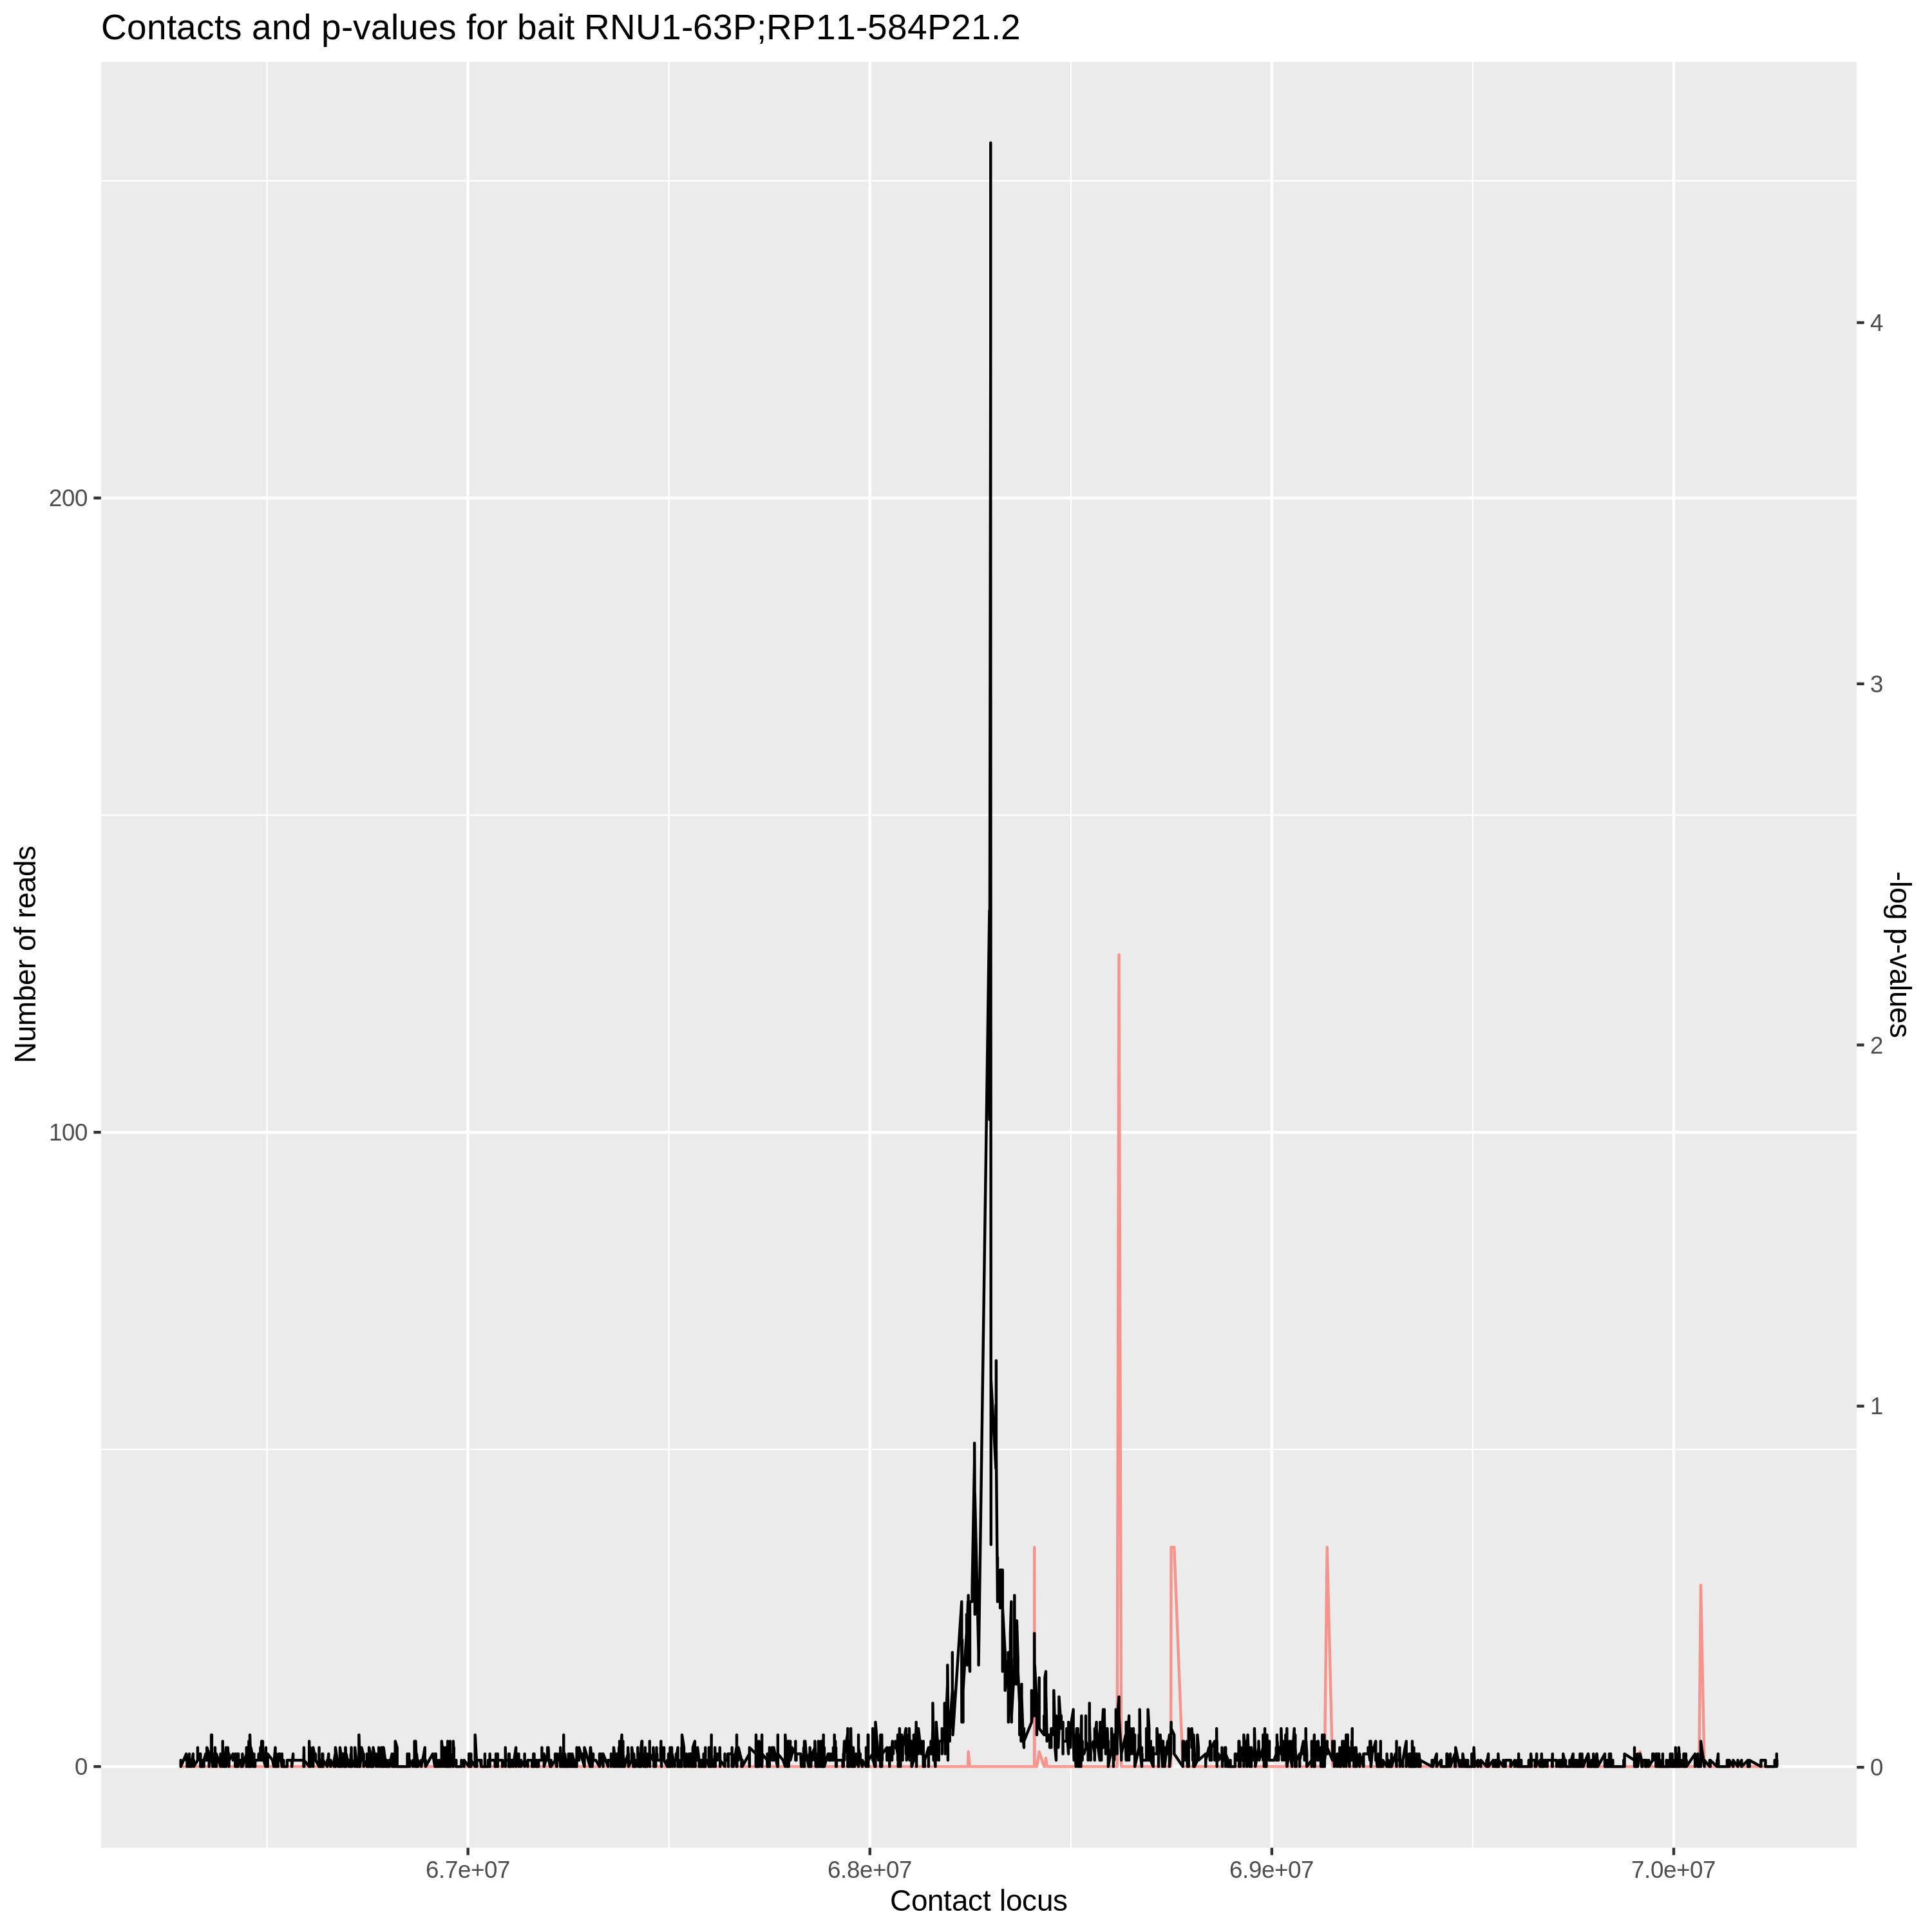 Contacts and p-values for bait RNU1-63P;RP11-584P21.2
200
100
0
Number of reads
4
3
2
1
0
-log p-values
6.7e+07
6.8e+07
6.9e+07
7.0e+07
Contact locus